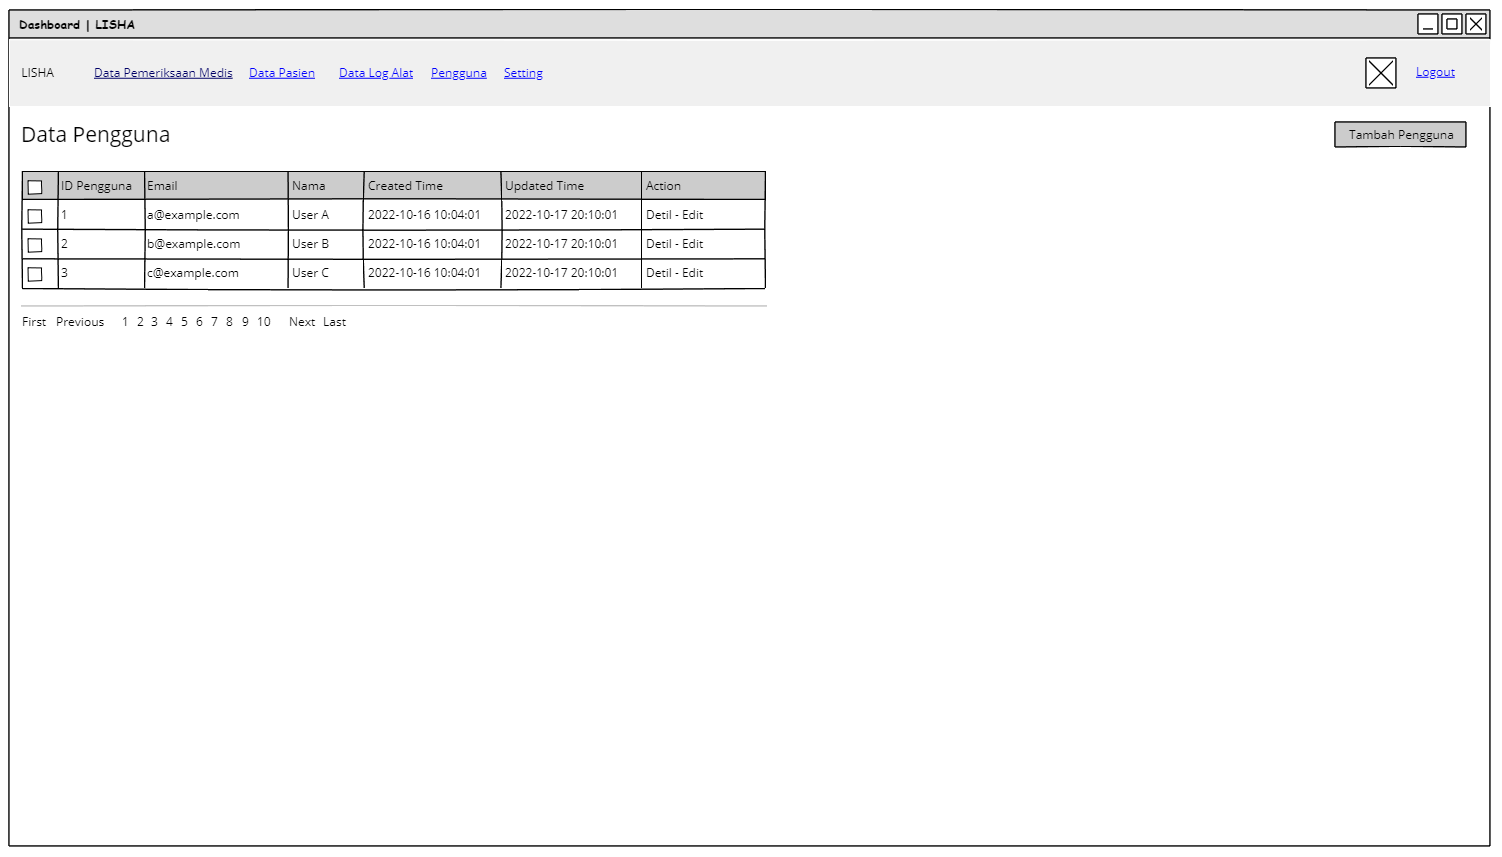 Dashboard | LISHA
LISHA Data Pemeriksaan Medis Data Pasien Data Log Alat Pengguna Setting Logout
Data Pengguna Tambah Pengguna
ID Pengguna Email Nama Created Time Updated Time Action
1 a@example.com User A 2022-10-16 10:04:01 2022-10-17 20:10:01 Detil - Edit
2 b@example.com User B 2022-10-16 10:04:01 2022-10-17 20:10:01 Detil - Edit
3 c@example.com User C 2022-10-16 10:04:01 2022-10-17 20:10:01 Detil - Edit
First Previous 1 2 3 4 5 6 7 8 9 10 Next Last